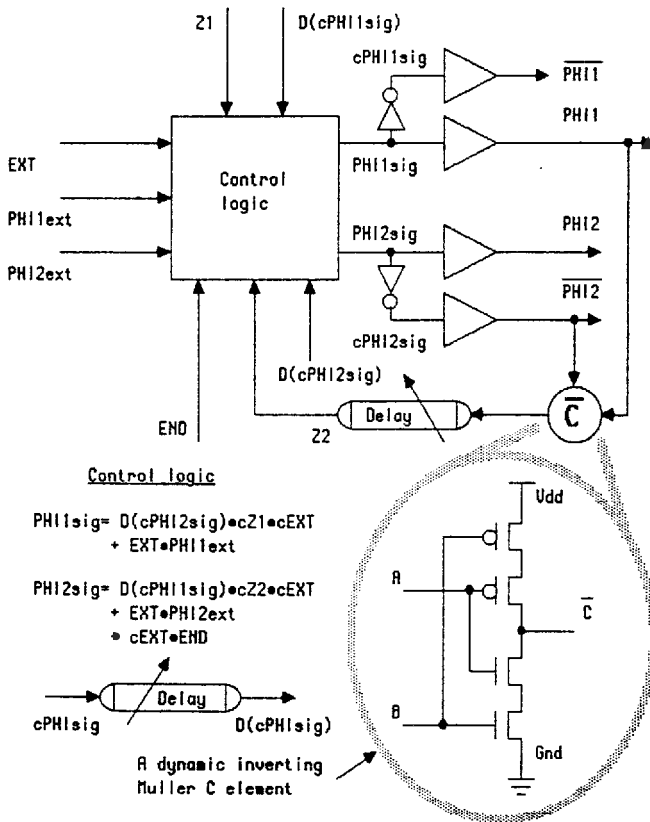 Z1
D(cPHI1sig)
cPHI1sig
PHI1
PHI1
EXT
PHI1ext
PHI2ext
Control
logic
PHI1sig
PHI2sig
PHI2
PHI2
cPHI2sig
D(cPHI2sig)
Delay
C
Z2
END
Control logic
PHI1sig= D(cPHI2sig)•cZ1•cEXT
+ EXT•PHI1ext
PHI2sig= D(cPHI1sig)•cZ2•cEXT
+ EXT•PHI2ext
• cEXT•END
Delay
cPHIsig
D(cPHIsig)
Vdd
A
C
B
Gnd
A dynamic inverting
Muller C element